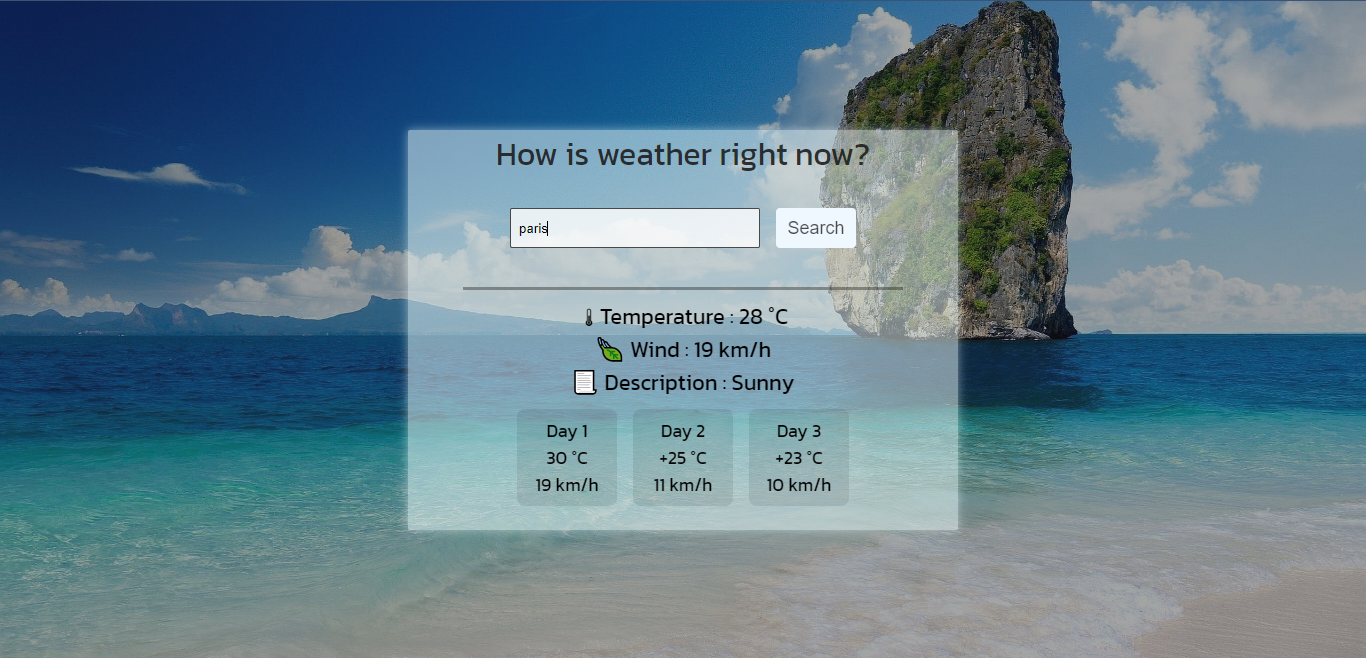 How is weather right now?
paris
Search
🌡 Temperature : 28 °C
Wind : 19 km/h
Description : Sunny
Day 1
30 °C
19 km/h
Day 2
+25 °C
11 km/h
Day 3
+23 °C
10 km/h